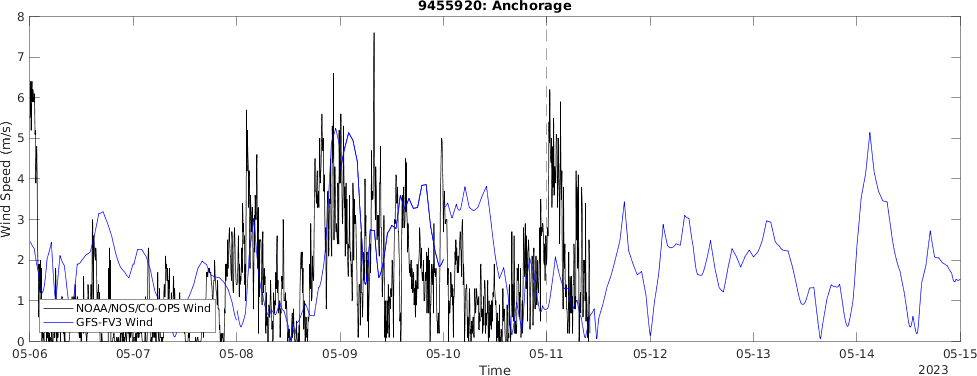 9455920: Anchorage
Wind Speed (m/s)
8
7
6
5
4
3
2
1
0
NOAA/NOS/CO-OPS Wind
GFS-FV3 Wind
05-06 05-07 05-08 05-09 05-10 05-11 05-12 05-13 05-14 05-15
Time
2023